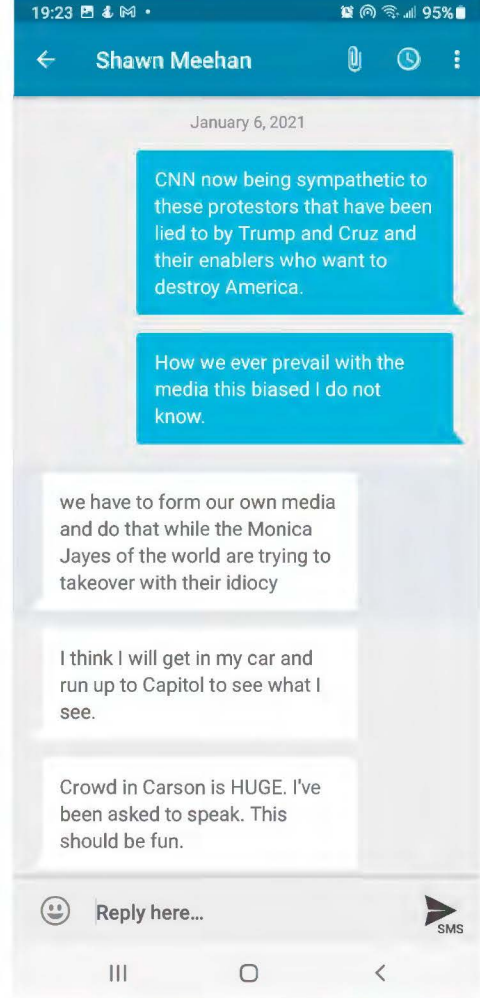 19:23
95%
Shawn Meehan
January 6, 2021
CNN now being sympathetic to
these protestors that have been
lied to by Trump and Cruz and
their enablers who want to
destroy America.
How we ever prevail with the
media this biased I do not
know.
we have to form our own media
and do that while the Monica
Jayes of the world are trying to
takeover with their idiocy
I think I will get in my car and
run up to Capitol to see what I
see.
Crowd in Carson is HUGE. I've
been asked to speak. This
should be fun.
Reply here...
SMS